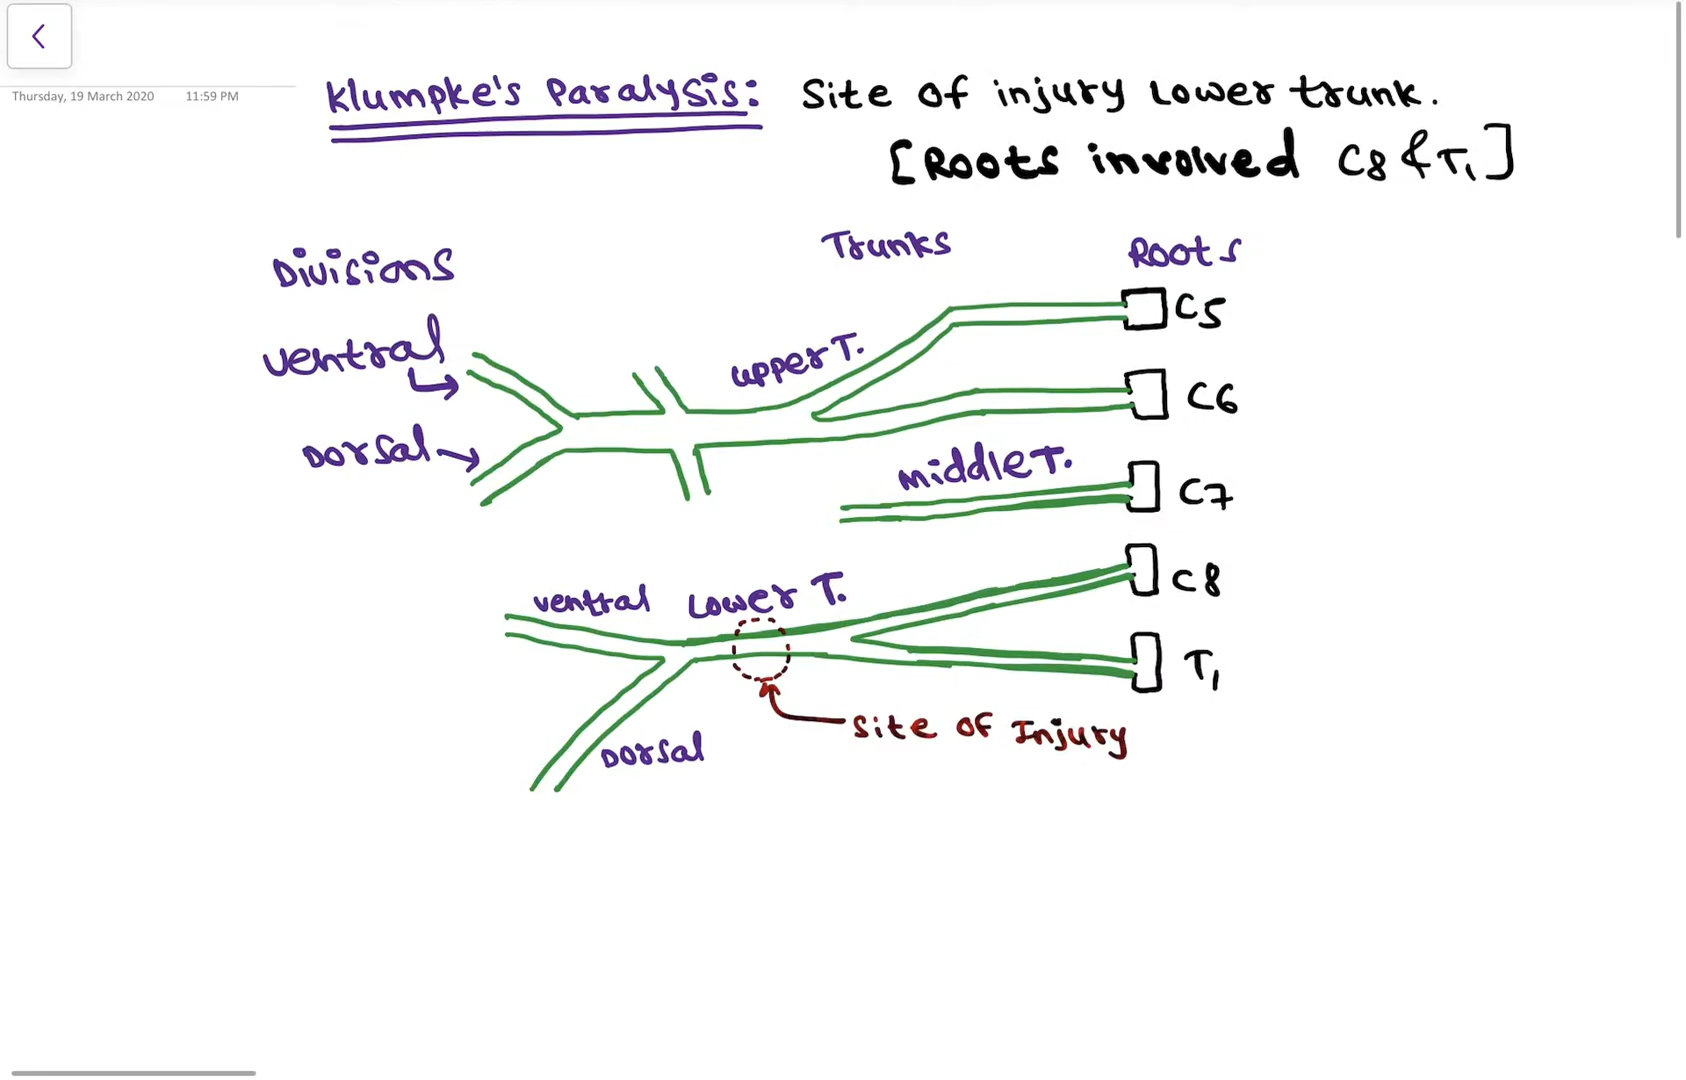 Thursday, 19 March 2020 11:59 PM
Klumpke's Paralysis: Site of injury Lower trunk.
[Roots involved C8 & T1]
Divisions Trunks Roots
ventral
Dorsal
upper T.
C5
C6
middle T.
C7
ventral Lower T.
C8
T1
Dorsal
Site of Injury